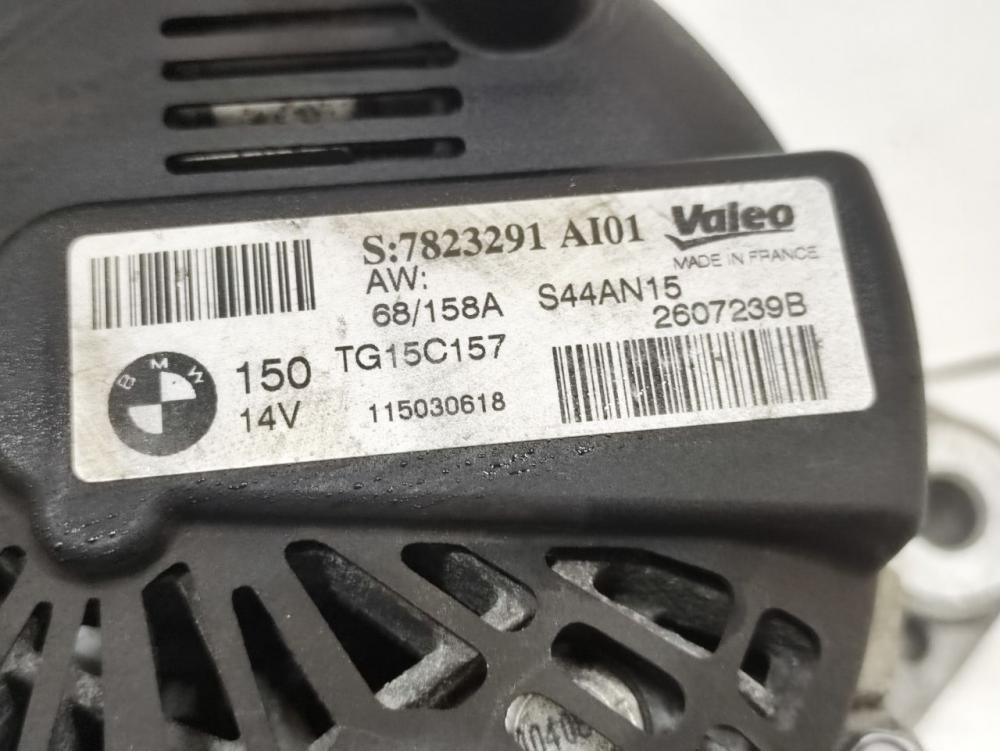 S:7823291 AI01 Valeo
MADE IN FRANCE
AW:
68/158A S44AN15
2607239B
BMW
150 TG15C157
14V 115030618